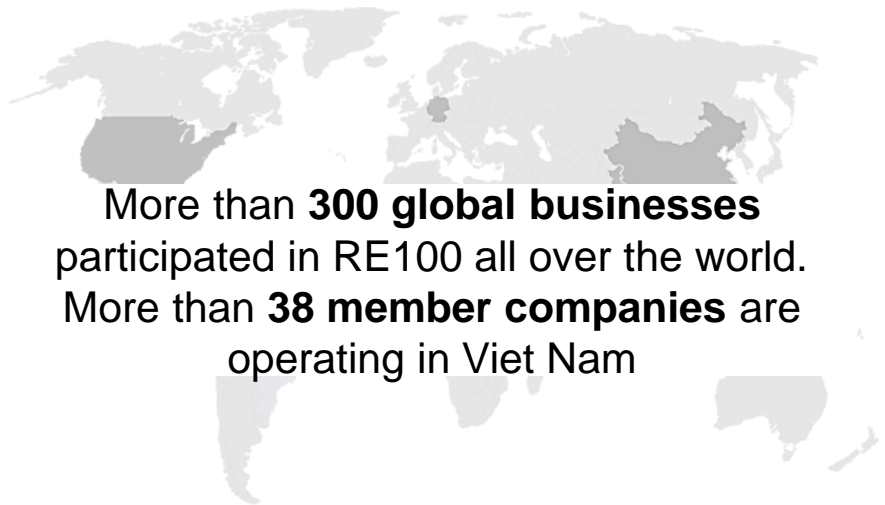 More than 300 global businesses
participated in RE100 all over the world.
More than 38 member companies are
operating in Viet Nam